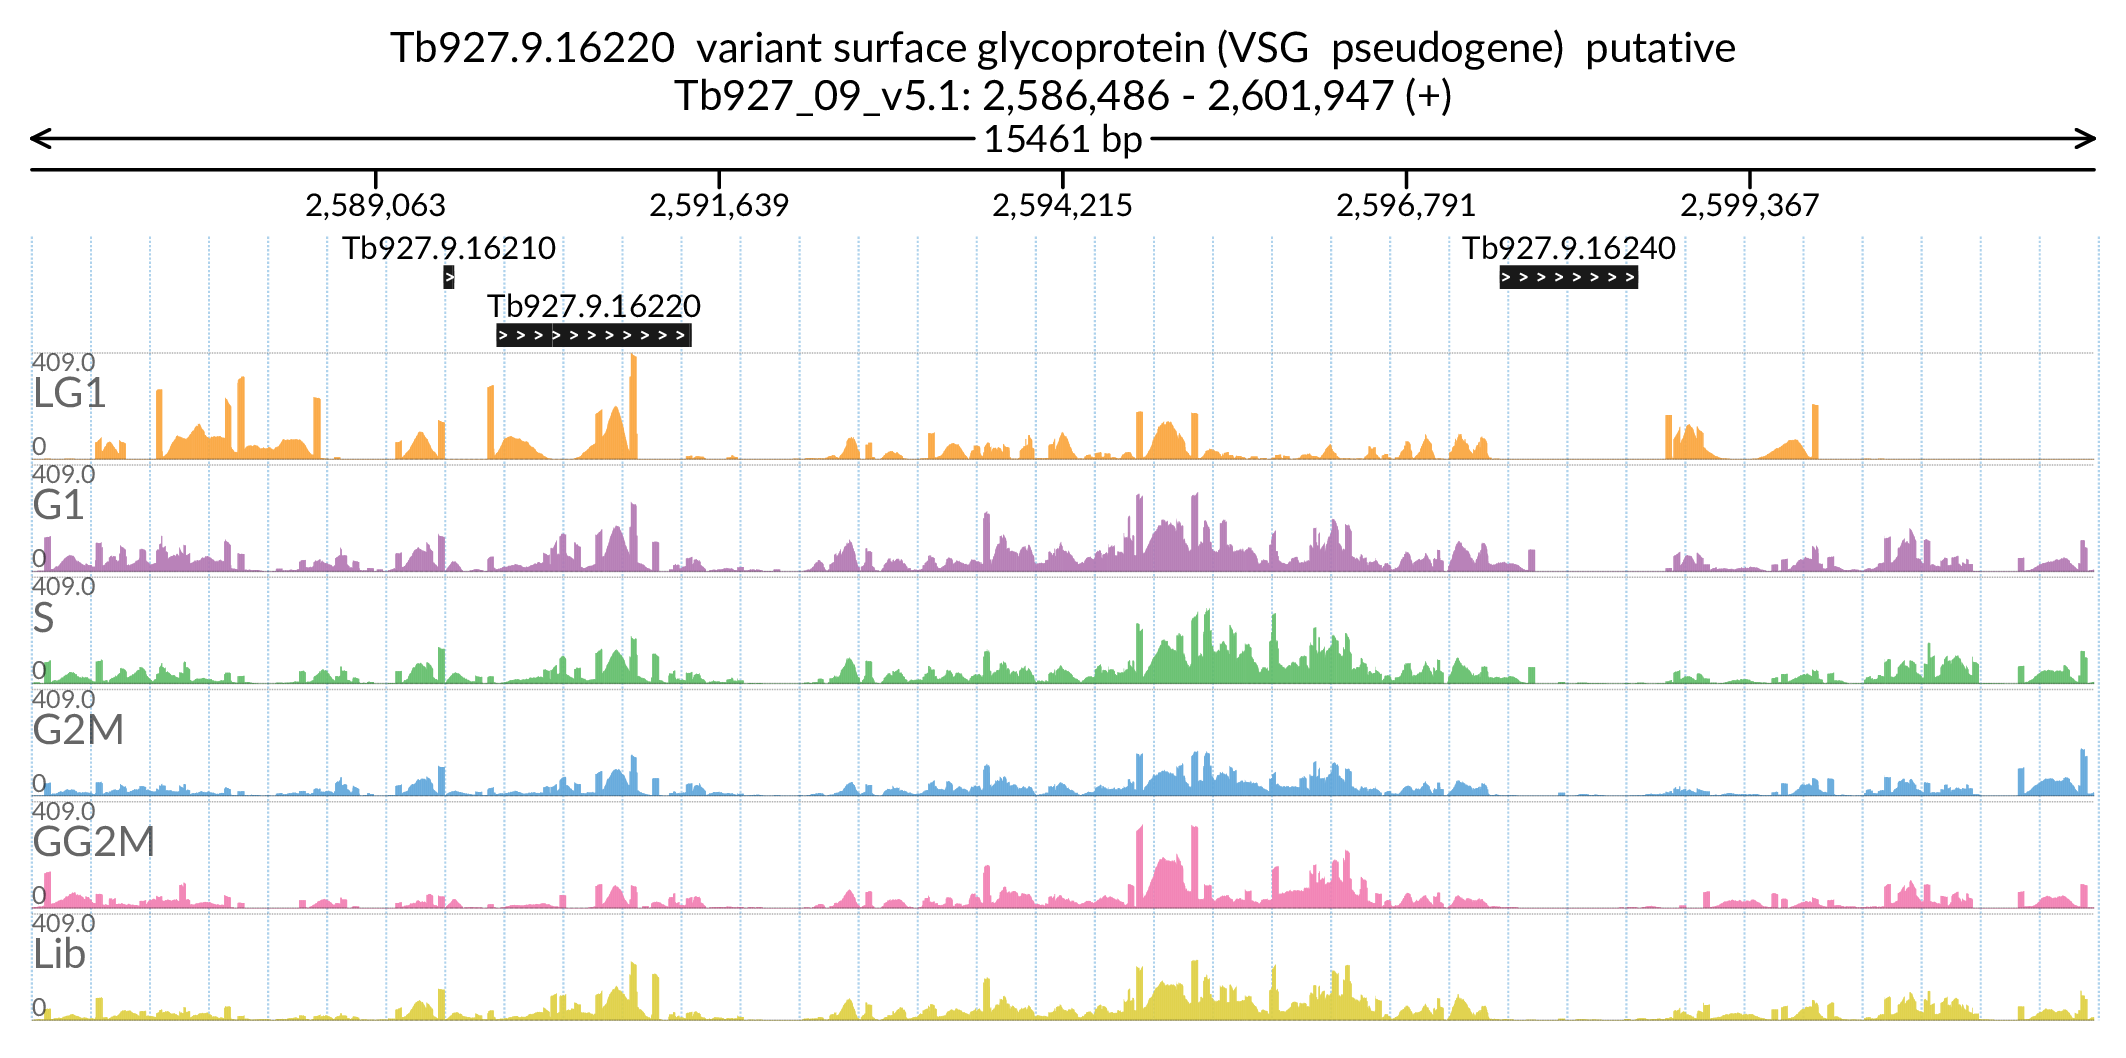 Tb927.9.16220  variant surface glycoprotein (VSG  pseudogene)  putative
Tb927_09_v5.1: 2,586,486 - 2,601,947 (+)
15461 bp
2,589,063 2,591,639 2,594,215 2,596,791 2,599,367
Tb927.9.16210 Tb927.9.16240
Tb927.9.16220
409.0
LG1
0
409.0
G1
0
409.0
S
0
409.0
G2M
0
409.0
GG2M
0
409.0
Lib
0